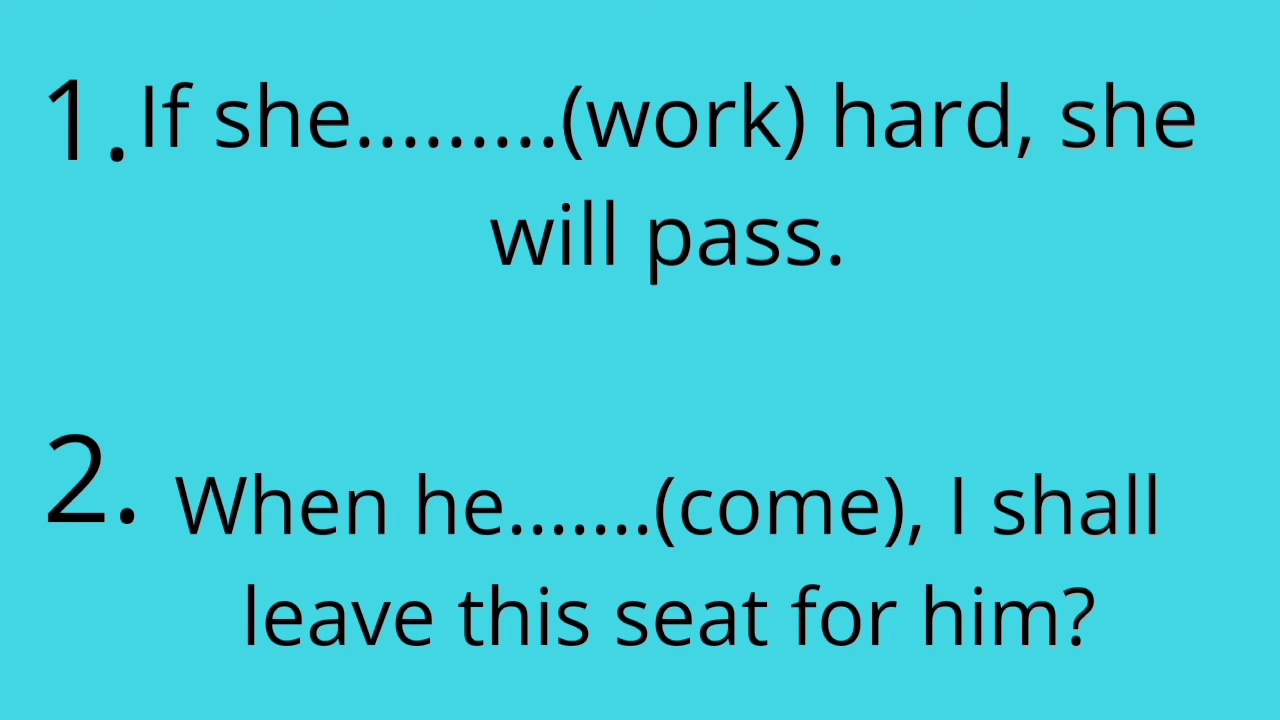 1. If she.........(work) hard, she
will pass.
2. When he.......(come), I shall
leave this seat for him?